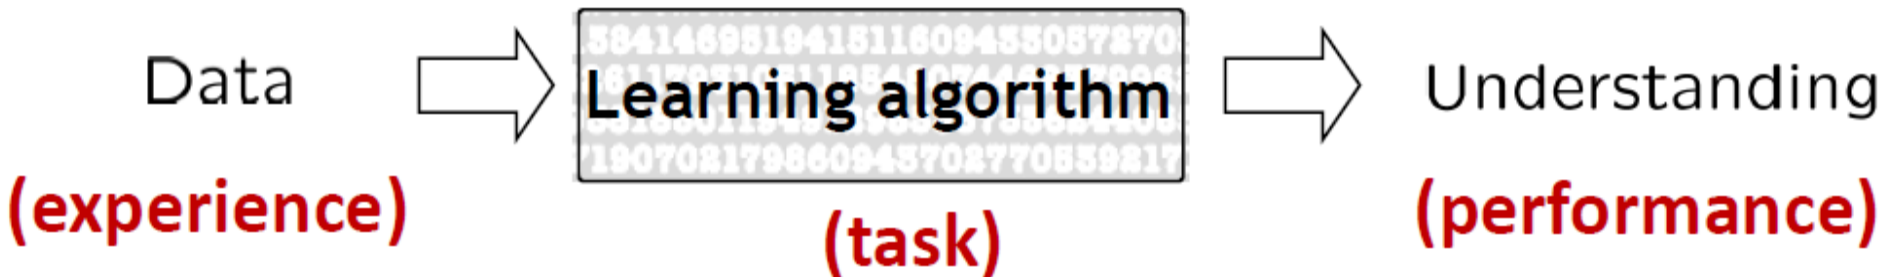 Data
Learning algorithm
Understanding
(experience)
(task)
(performance)